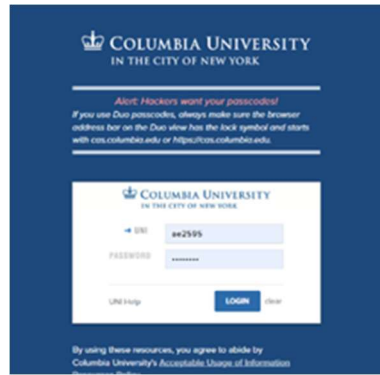 COLUMBIA UNIVERSITY
IN THE CITY OF NEW YORK
Alert: Hackers want your passcodes!
If you use Duo passcodes, always make sure the browser
address bar on the Duo view has the lock symbol and starts
with cas.columbia.edu or https://cas.columbia.edu.
COLUMBIA UNIVERSITY
IN THE CITY OF NEW YORK
➔ UNI
ae2595
PASSWORD
••••••••
UNI Help
LOGIN
clear
By using these resources, you agree to abide by
Columbia University's Acceptable Usage of Information
Resources Policy